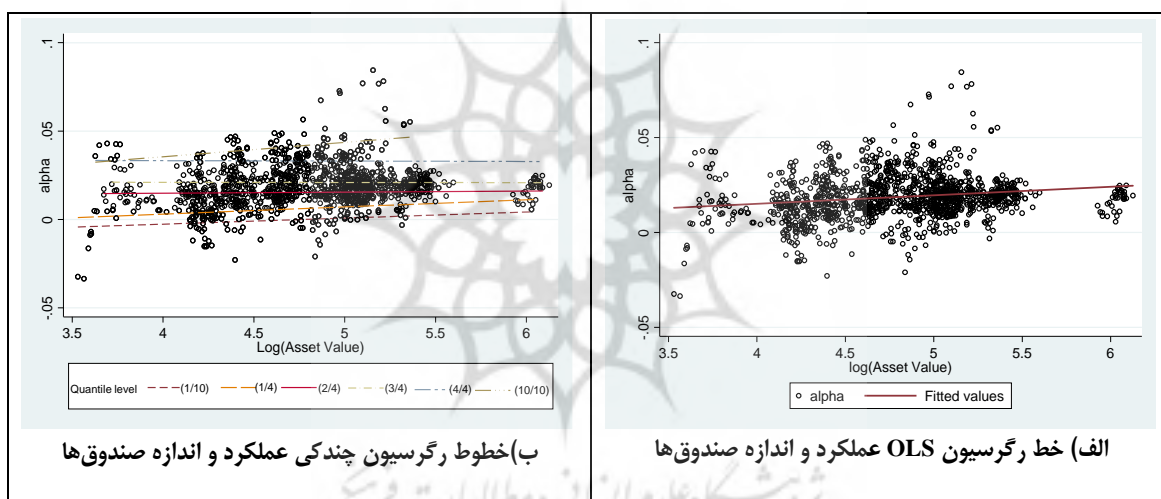 .1
.05
0
-.05
alpha
3.5 4 4.5 5 5.5 6
log(Asset Value)
alpha Fitted values
الف) خط رگرسیون OLS عملکرد و اندازه صندوق‌ها
.1
.05
0
-.05
alpha
3.5 4 4.5 5 5.5 6
Log(Asset Value)
Quantile level (1/10) (1/4) (2/4) (3/4) (4/4) (10/10)
ب)خطوط رگرسیون چندکی عملکرد و اندازه صندوق‌ها